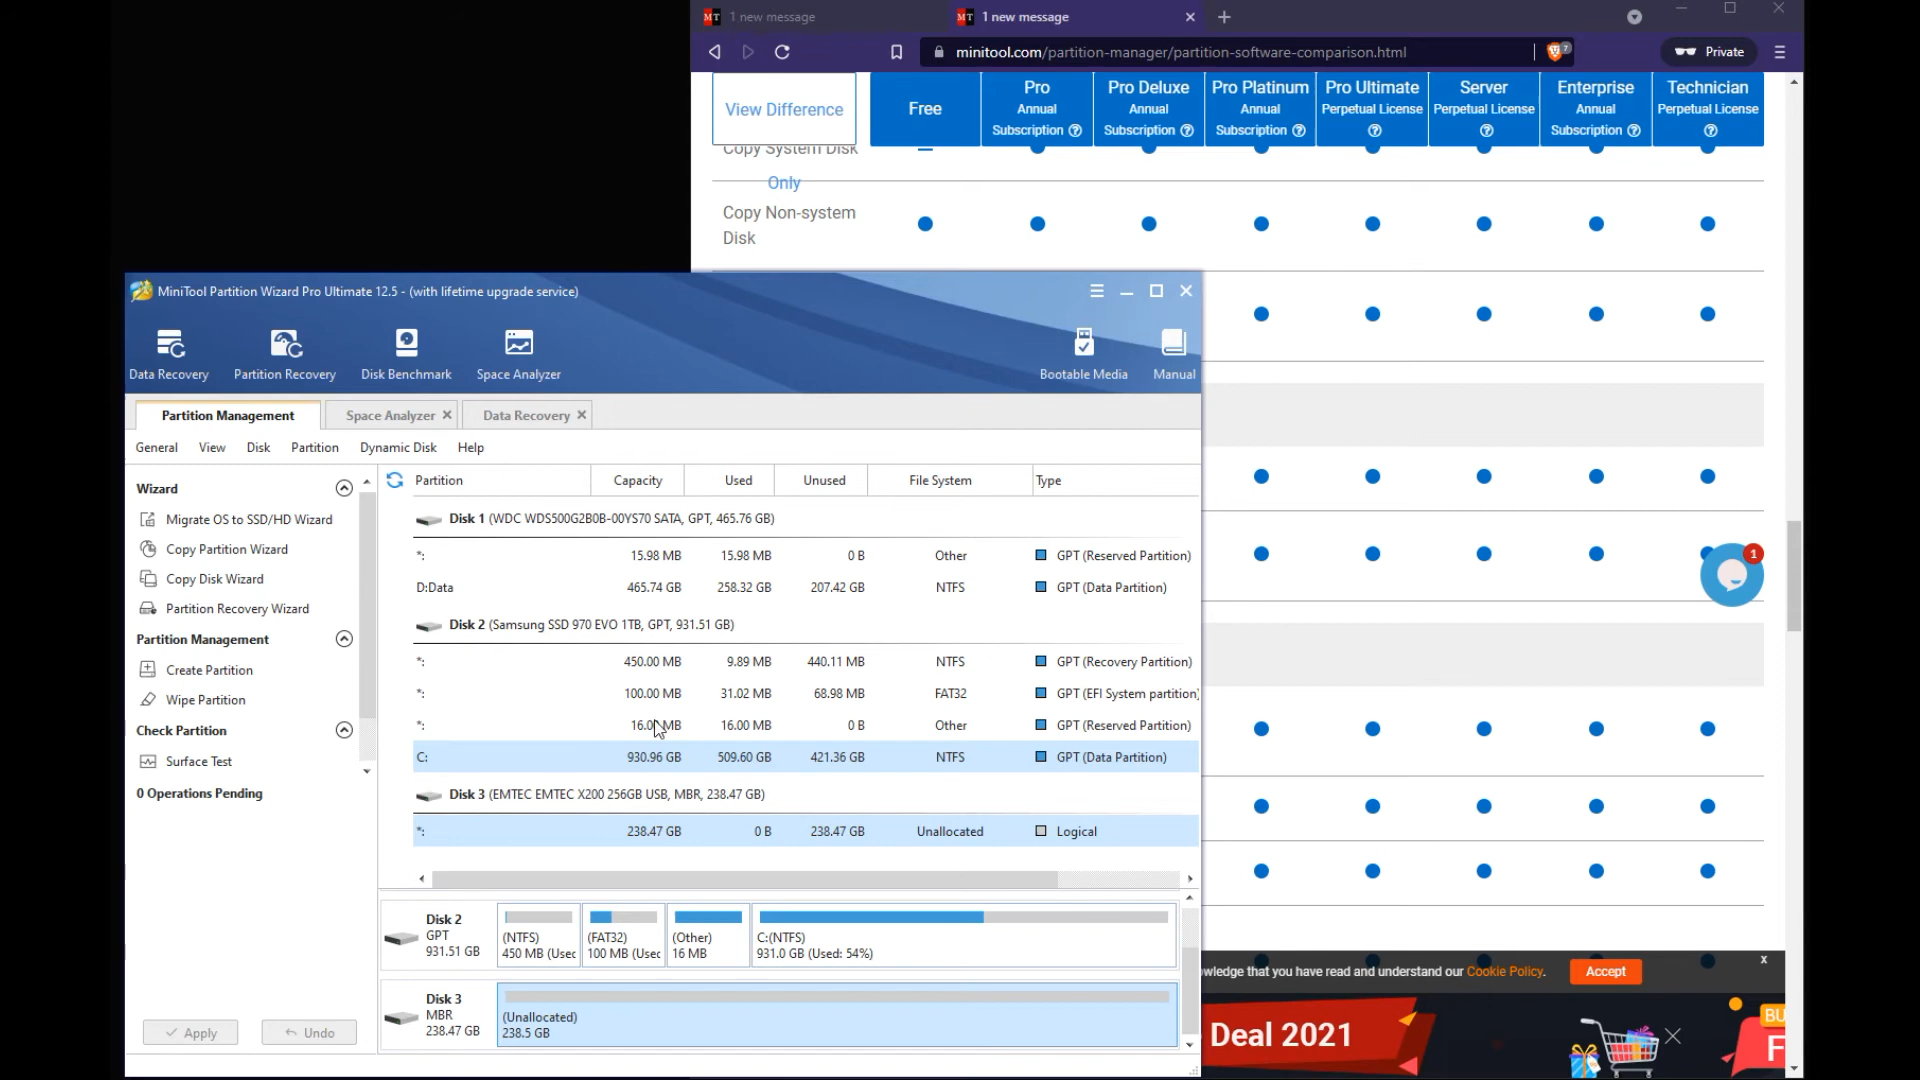 1 new message
1 new message
minitool.com/partition-manager/partition-software-comparison.html
7
Private
View Difference
Only
Free
Pro
Annual
Subscription
Pro Deluxe
Annual
Subscription
Pro Platinum
Annual
Subscription
Pro Ultimate
Perpetual License
Server
Perpetual License
Enterprise
Annual
Subscription
Technician
Perpetual License
Copy System Disk
Copy Non-system
Disk
MiniTool Partition Wizard Pro Ultimate 12.5 - (with lifetime upgrade service)
Data Recovery
Partition Recovery
Disk Benchmark
Space Analyzer
Bootable Media
Manual
Partition Management
Space Analyzer
Data Recovery
General View Disk Partition Dynamic Disk Help
Wizard
Migrate OS to SSD/HD Wizard
Copy Partition Wizard
Copy Disk Wizard
Partition Recovery Wizard
Partition Management
Create Partition
Wipe Partition
Check Partition
Surface Test
0 Operations Pending
Apply
Undo
Partition Capacity Used Unused File System Type
Disk 1 (WDC WDS500G2B0B-00YS70 SATA, GPT, 465.76 GB)
*: 15.98 MB 15.98 MB 0 B Other GPT (Reserved Partition)
D:Data 465.74 GB 258.32 GB 207.42 GB NTFS GPT (Data Partition)
Disk 2 (Samsung SSD 970 EVO 1TB, GPT, 931.51 GB)
*: 450.00 MB 9.89 MB 440.11 MB NTFS GPT (Recovery Partition)
*: 100.00 MB 31.02 MB 68.98 MB FAT32 GPT (EFI System partition)
*: 16.00 MB 16.00 MB 0 B Other GPT (Reserved Partition)
C: 930.96 GB 509.60 GB 421.36 GB NTFS GPT (Data Partition)
Disk 3 (EMTEC EMTEC X200 256GB USB, MBR, 238.47 GB)
*: 238.47 GB 0 B 238.47 GB Unallocated Logical
Disk 2
GPT
931.51 GB
(NTFS)
450 MB (Usec
(FAT32)
100 MB (Usec
(Other)
16 MB
C:(NTFS)
931.0 GB (Used: 54%)
Disk 3
MBR
238.47 GB
(Unallocated)
238.5 GB
1
wledge that you have read and understand our Cookie Policy.
Accept
x
Deal 2021
BU
F